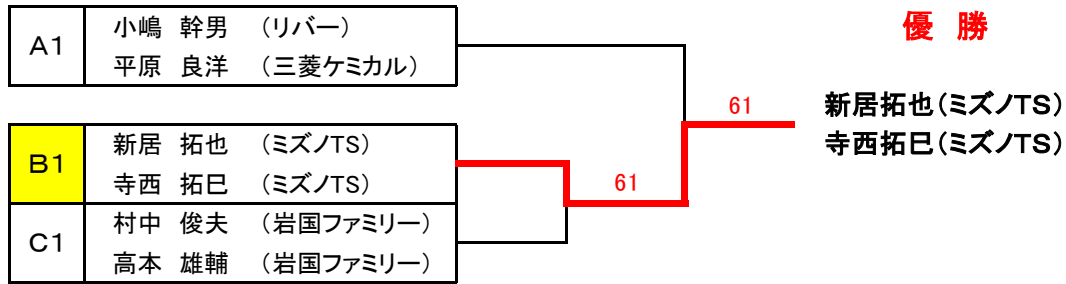 優　勝
A1
小嶋　幹男　（リバー）
平原　良洋　（三菱ケミカル）
61
新居拓也（ミズノTS）
寺西拓巳（ミズノTS）
B1
新居　拓也　（ミズノTS）
寺西　拓巳　（ミズノTS）
61
C1
村中　俊夫　（岩国ファミリー）
高本　雄輔　（岩国ファミリー）